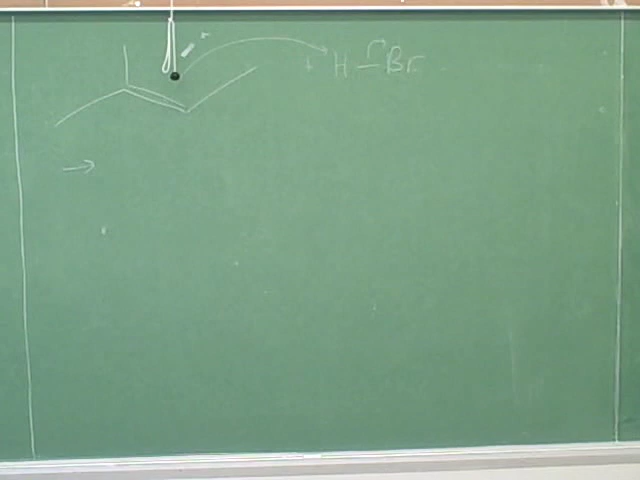 + H-Br
→